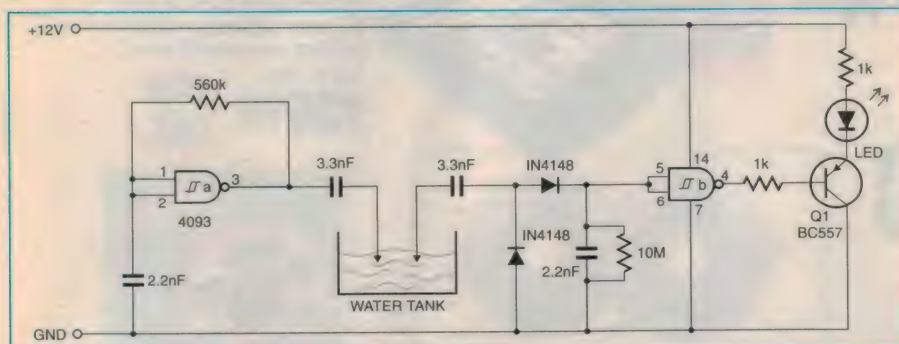 +12V
560k
1
2
a
3
4093
2.2nF
GND
3.3nF
3.3nF
WATER TANK
IN4148
IN4148
2.2nF
10M
5
6
b
14
4
7
1k
1k
LED
Q1
BC557